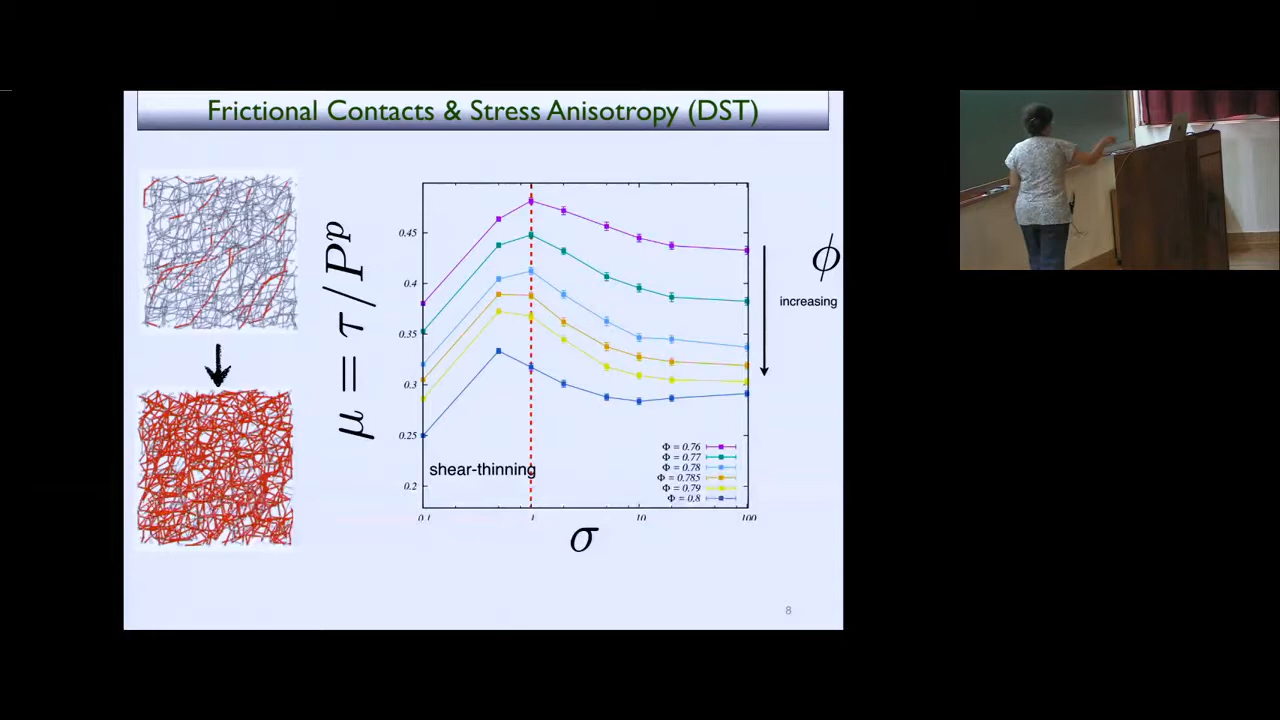 Frictional Contacts & Stress Anisotropy (DST)
μ = τ / Pᵖ
0.45
0.4
0.35
0.3
0.25
0.2
shear-thinning
Φ = 0.76
Φ = 0.77
Φ = 0.78
Φ = 0.785
Φ = 0.79
Φ = 0.8
0.1 1 10 100
σ
ϕ
increasing
8